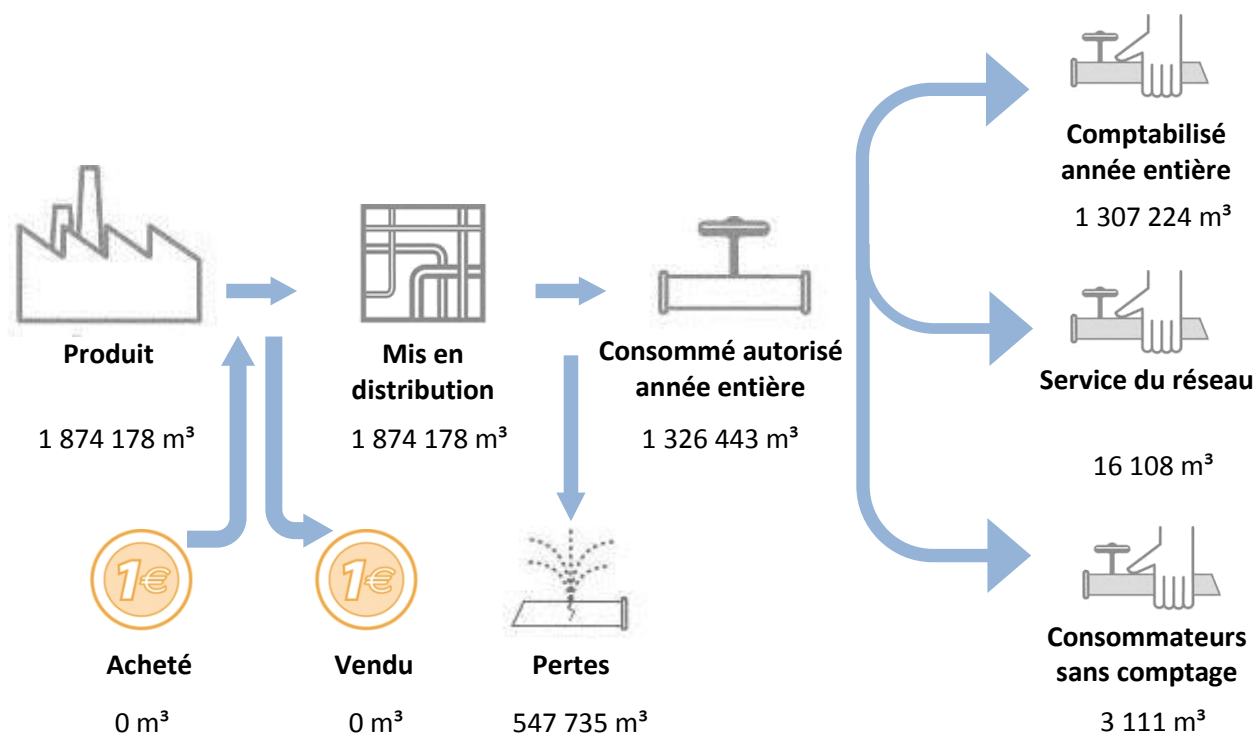 Produit
1 874 178 m³
Mis en
distribution
1 874 178 m³
Consommé autorisé
année entière
1 326 443 m³
Comptabilisé
année entière
1 307 224 m³
Service du réseau
16 108 m³
Consommateurs
sans comptage
3 111 m³
1€
Acheté
0 m³
1€
Vendu
0 m³
Pertes
547 735 m³